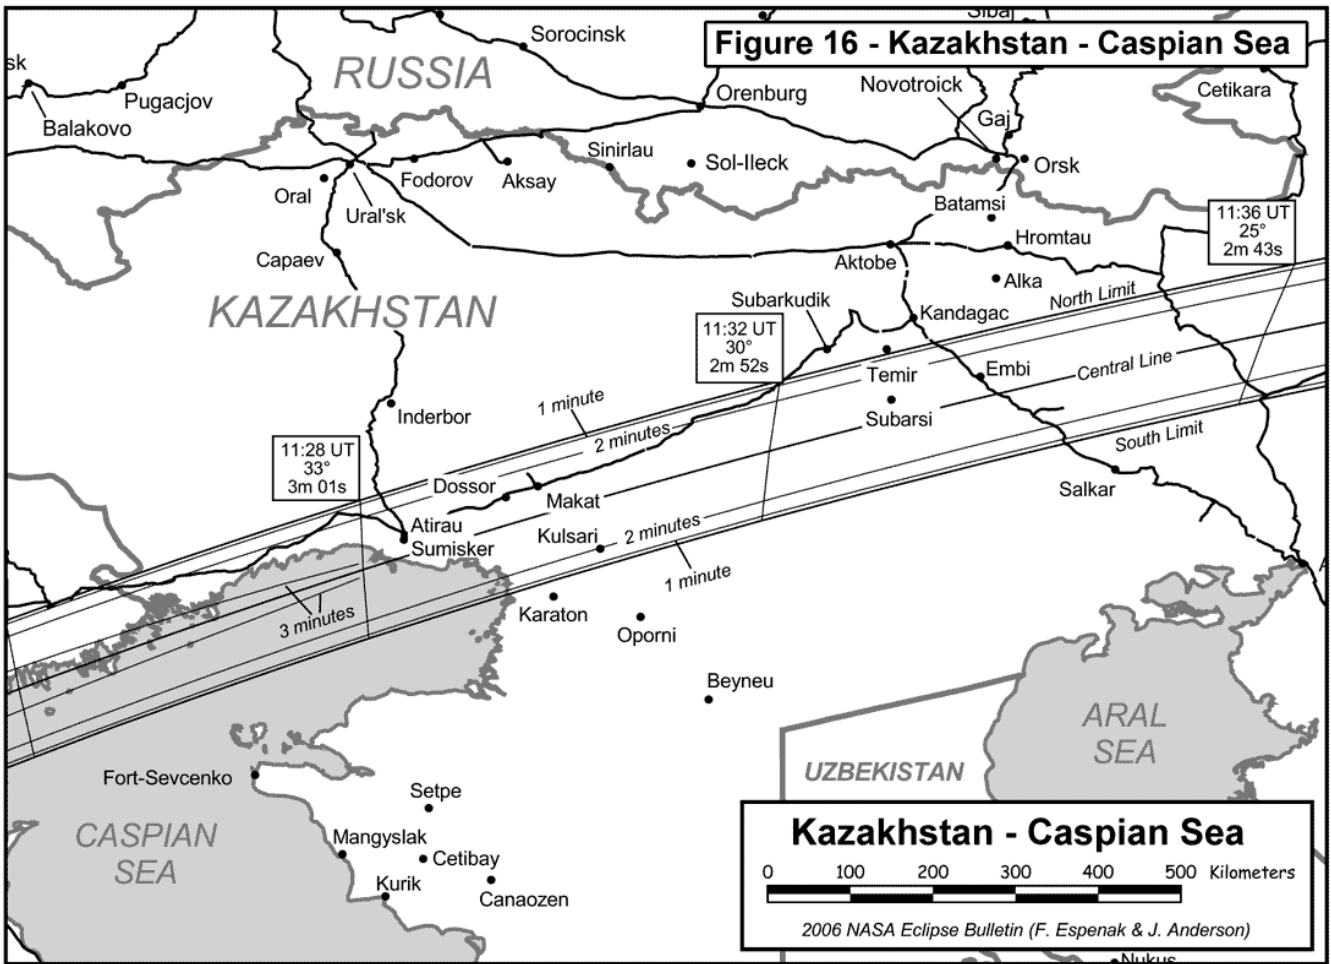 Siba
Figure 16 - Kazakhstan - Caspian Sea
sk
Sorocinsk
RUSSIA
Pugacjov
Balakovo
Orenburg
Novotroick
Cetikara
Gaj
Sinirlau
Sol-Ileck
Orsk
Oral
Fodorov
Aksay
Ural'sk
Batamsi
11:36 UT
25°
2m 43s
Capaev
Aktobe
Hromtau
Alka
KAZAKHSTAN
Subarkudik
North Limit
Kandagac
11:32 UT
30°
2m 52s
Temir
Embi
Central Line
Inderbor
1 minute
2 minutes
Subarsi
South Limit
11:28 UT
33°
3m 01s
Dossor
Makat
Salkar
Atirau
Sumisker
Kulsari
2 minutes
1 minute
A
3 minutes
Karaton
Oporni
Beyneu
ARAL
SEA
UZBEKISTAN
Fort-Sevcenko
Setpe
CASPIAN
SEA
Mangyslak
Cetibay
Kurik
Canaozen
Kazakhstan - Caspian Sea
0 100 200 300 400 500 Kilometers
2006 NASA Eclipse Bulletin (F. Espenak & J. Anderson)
Nukus